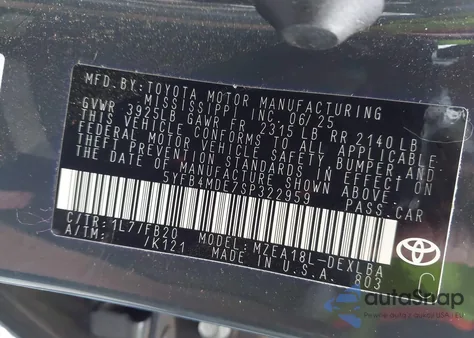 MFD. BY: TOYOTA MOTOR MANUFACTURING
MISSISSIPPI INC. 06/25
GVWR 3925LB GAWR FR 2315 LB RR 2140 LB
THIS VEHICLE CONFORMS TO ALL APPLICABLE
FEDERAL MOTOR VEHICLE SAFETY, BUMPER, AND
THEFT PREVENTION STANDARDS IN EFFECT ON
THE DATE OF MANUFACTURE SHOWN ABOVE.
5YFB4MDE7SP322959 PASS.CAR
C/TR: 1L7/FB20 MODEL: MZEA18L-DEXLBA
A/TM: /K121 MADE IN U.S.A. 803
C
autoSnap